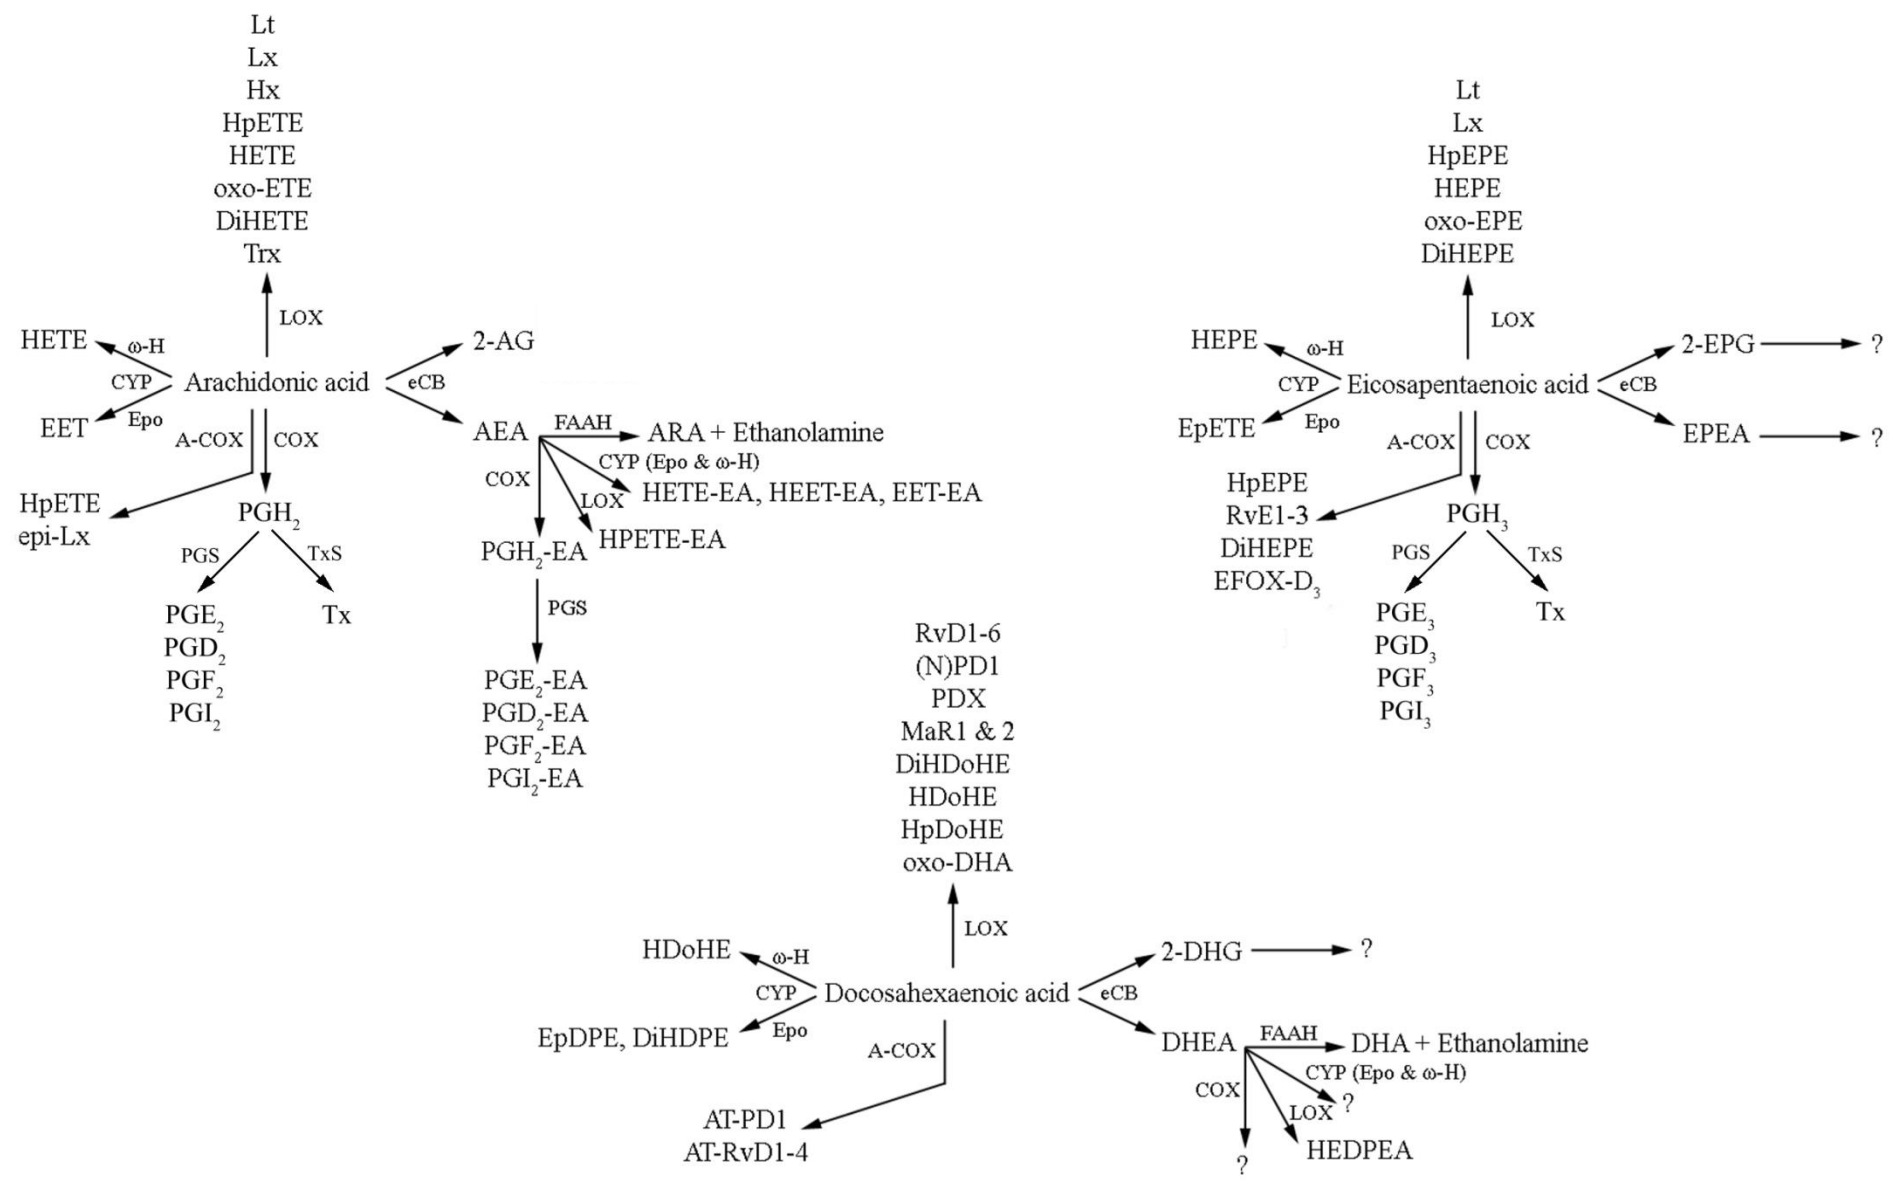 Lt
Lx
Hx
HpETE
HETE
oxo-ETE
DiHETE
Trx
LOX
HETE
ω-H
CYP
Arachidonic acid
EET
Epo
A-COX
COX
HpETE
epi-Lx
PGH2
PGS
TxS
PGE2
PGD2
PGF2
PGI2
Tx
eCB
2-AG
AEA
FAAH
ARA + Ethanolamine
CYP (Epo & ω-H)
HETE-EA, HEET-EA, EET-EA
LOX
HPETE-EA
COX
PGH2-EA
PGS
PGE2-EA
PGD2-EA
PGF2-EA
PGI2-EA
Lt
Lx
HpEPE
HEPE
oxo-EPE
DiHEPE
LOX
HEPE
ω-H
CYP
Eicosapentaenoic acid
EpETE
Epo
A-COX
COX
HpEPE
RvE1-3
DiHEPE
EFOX-D3
PGH3
PGS
TxS
PGE3
PGD3
PGF3
PGI3
Tx
eCB
2-EPG
?
EPEA
?
RvD1-6
(N)PD1
PDX
MaR1 & 2
DiHDoHE
HDoHE
HpDoHE
oxo-DHA
LOX
HDoHE
ω-H
CYP
Docosahexaenoic acid
EpDPE, DiHDPE
Epo
A-COX
AT-PD1
AT-RvD1-4
eCB
2-DHG
?
DHEA
FAAH
DHA + Ethanolamine
CYP (Epo & ω-H)
?
LOX
HEDPEA
COX
?